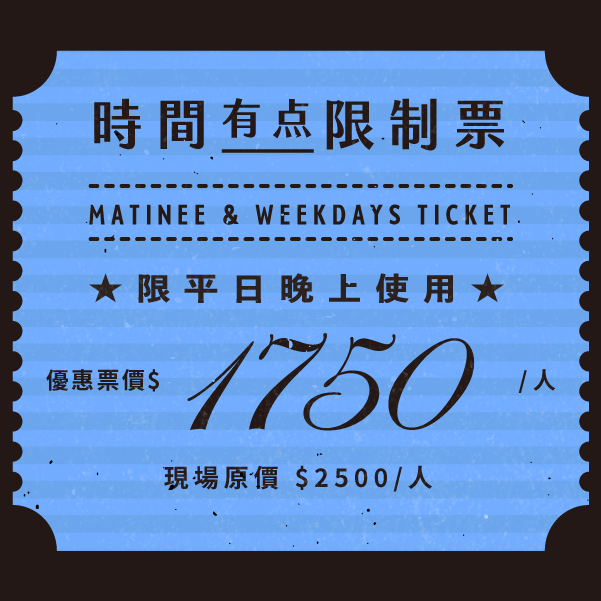 時間有点限制票
MATINEE & WEEKDAYS TICKET
★限平日晚上使用★
優惠票價$ 1750 /人
現場原價 $2500/人